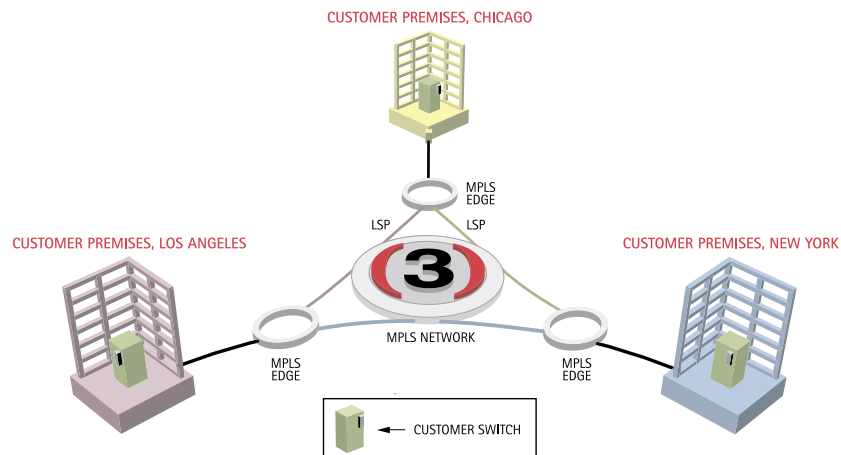 CUSTOMER PREMISES, CHICAGO
MPLS
EDGE
LSP
LSP
CUSTOMER PREMISES, LOS ANGELES
CUSTOMER PREMISES, NEW YORK
(3)
MPLS NETWORK
MPLS
EDGE
MPLS
EDGE
CUSTOMER SWITCH